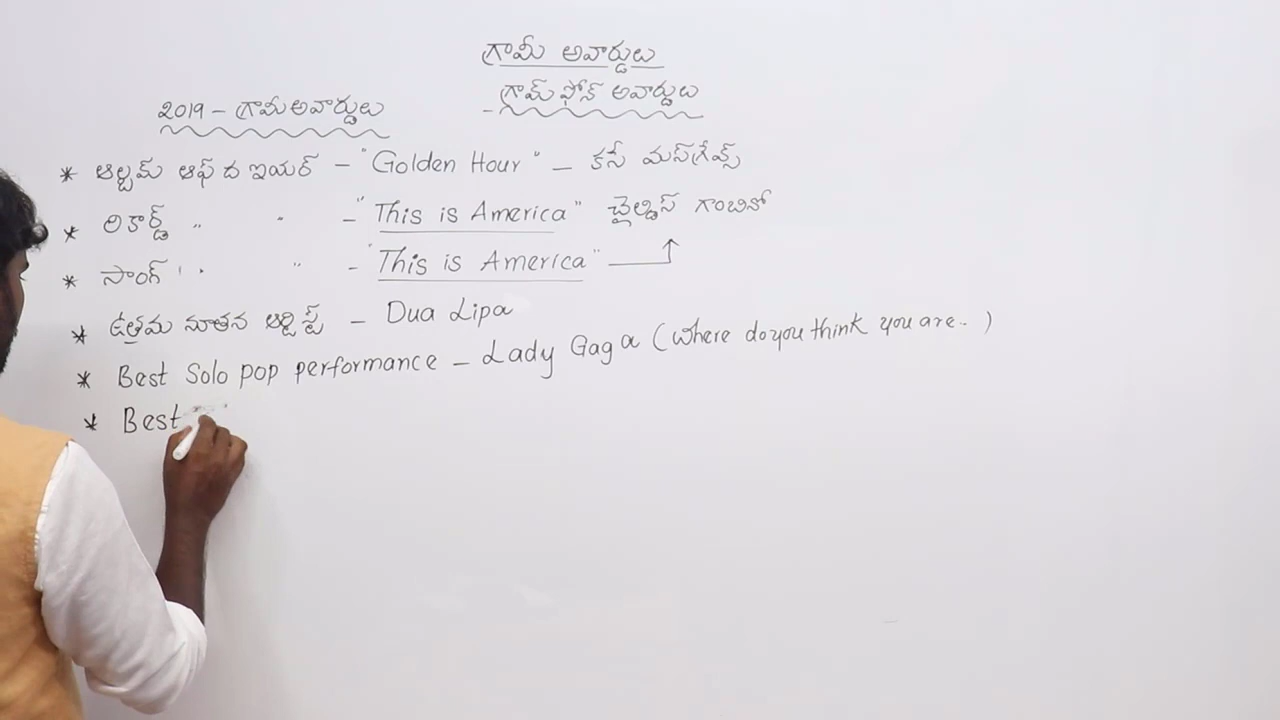 గ్రామీ అవార్డులు
గ్రామ్ ఫోన్ అవార్డులు
2019 – గ్రామీ అవార్డులు
* ఆల్బమ్ ఆఫ్ ద ఇయర్ – "Golden Hour" – కసే మస్‌గ్రేవ్స్
* రికార్డ్ " " – "This is America" చైల్డిస్ గాంబినో
* సాంగ్ " " – "This is America"
* ఉత్తమ నూతన ఆర్టిస్ట్ – Dua Lipa
* Best Solo pop performance – Lady Gaga (where do you think you are..)
* Best